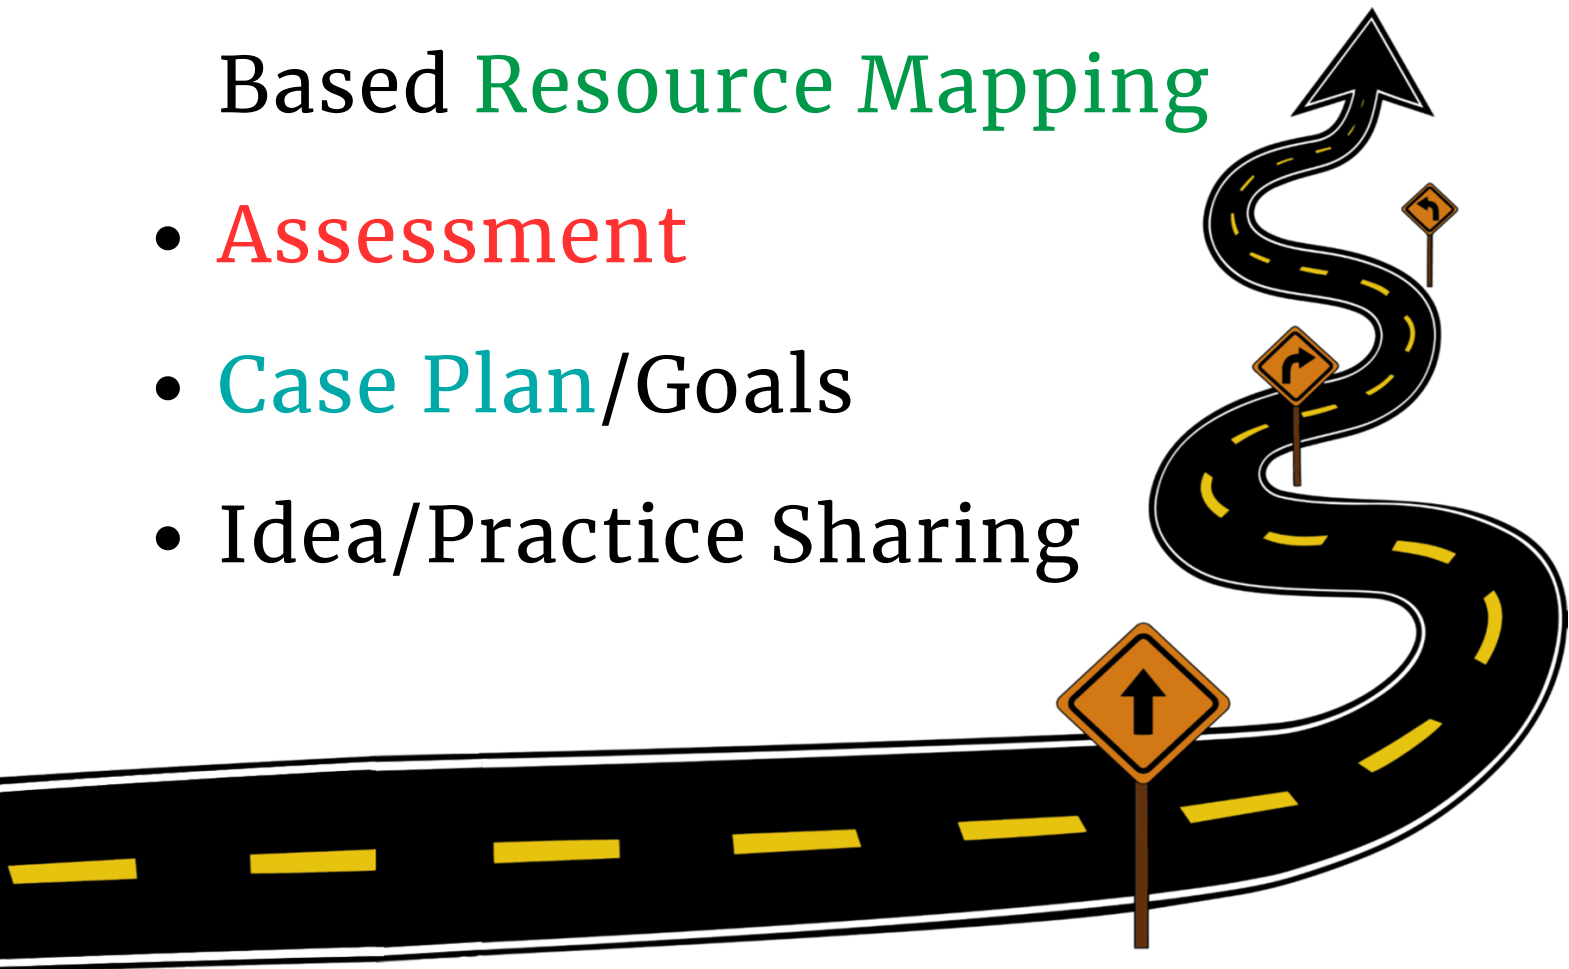 Based Resource Mapping
• Assessment
• Case Plan/Goals
• Idea/Practice Sharing